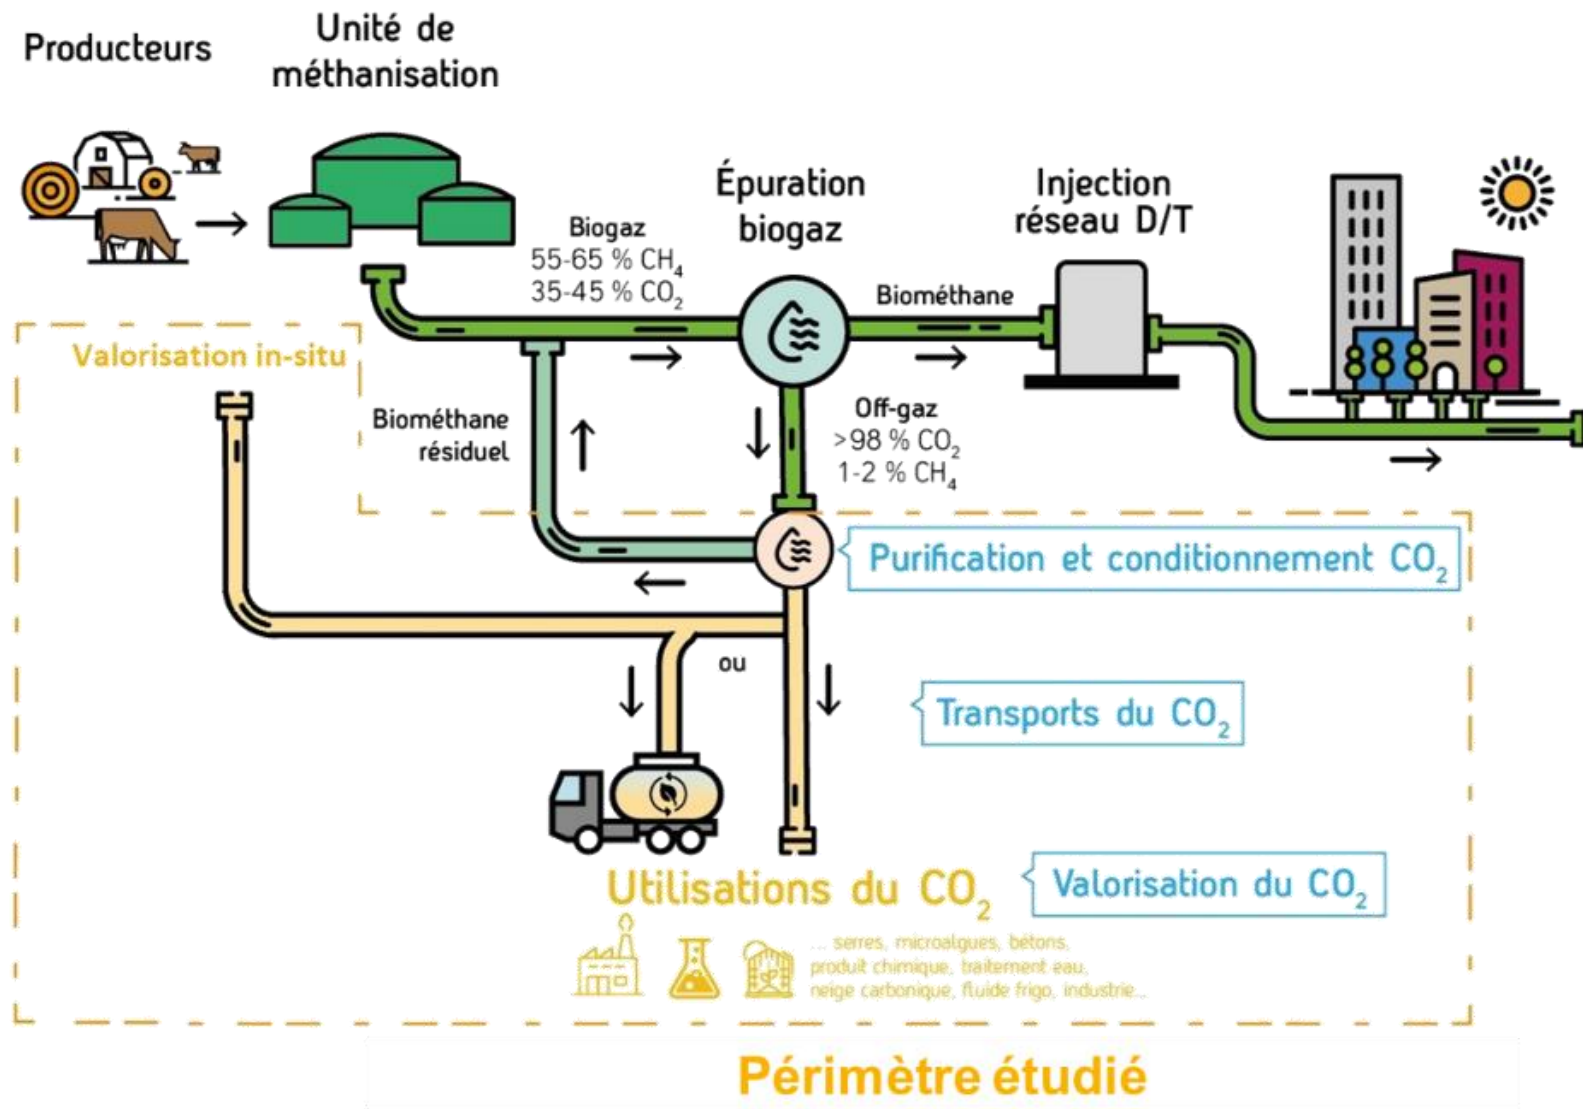 Producteurs
Unité de
méthanisation
Biogaz
55-65 % CH₄
35-45 % CO₂
Épuration
biogaz
Biométhane
Injection
réseau D/T
Valorisation in-situ
Biométhane
résiduel
Off-gaz
>98 % CO₂
1-2 % CH₄
Purification et conditionnement CO₂
ou
Transports du CO₂
Utilisations du CO₂
Valorisation du CO₂
... serres, microalgues, bétons,
produit chimique, traitement eau,
neige carbonique, fluide frigo, industrie...
Périmètre étudié